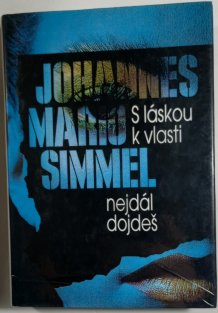 JOHANNES
MARIO
SIMMEL
S láskou
k vlasti
nejdál
dojdeš